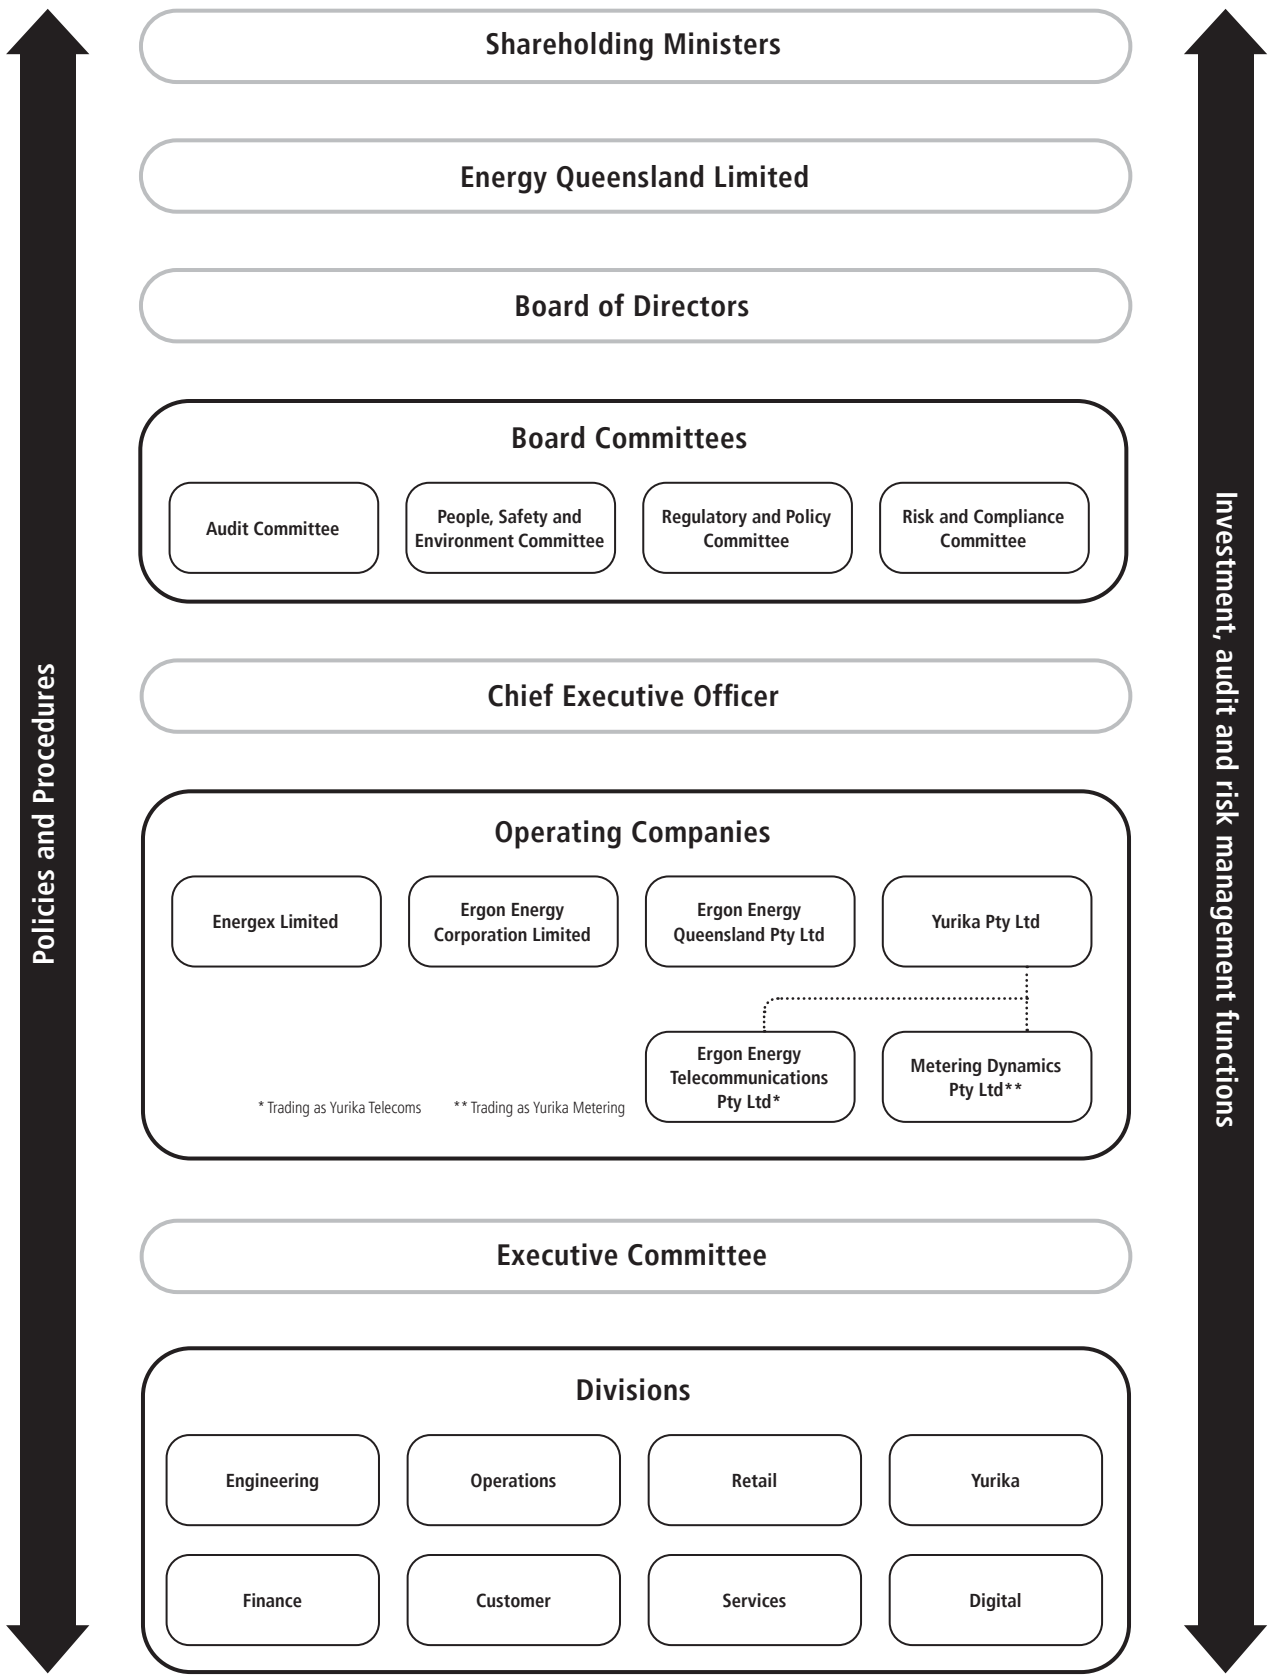 Shareholding Ministers
Energy Queensland Limited
Board of Directors
Board Committees
Audit Committee
People, Safety and
Environment Committee
Regulatory and Policy
Committee
Risk and Compliance
Committee
Chief Executive Officer
Operating Companies
Energex Limited
Ergon Energy
Corporation Limited
Ergon Energy
Queensland Pty Ltd
Yurika Pty Ltd
Ergon Energy
Telecommunications
Pty Ltd*
Metering Dynamics
Pty Ltd**
* Trading as Yurika Telecoms
** Trading as Yurika Metering
Executive Committee
Divisions
Engineering
Operations
Retail
Yurika
Finance
Customer
Services
Digital
Policies and Procedures
Investment, audit and risk management functions